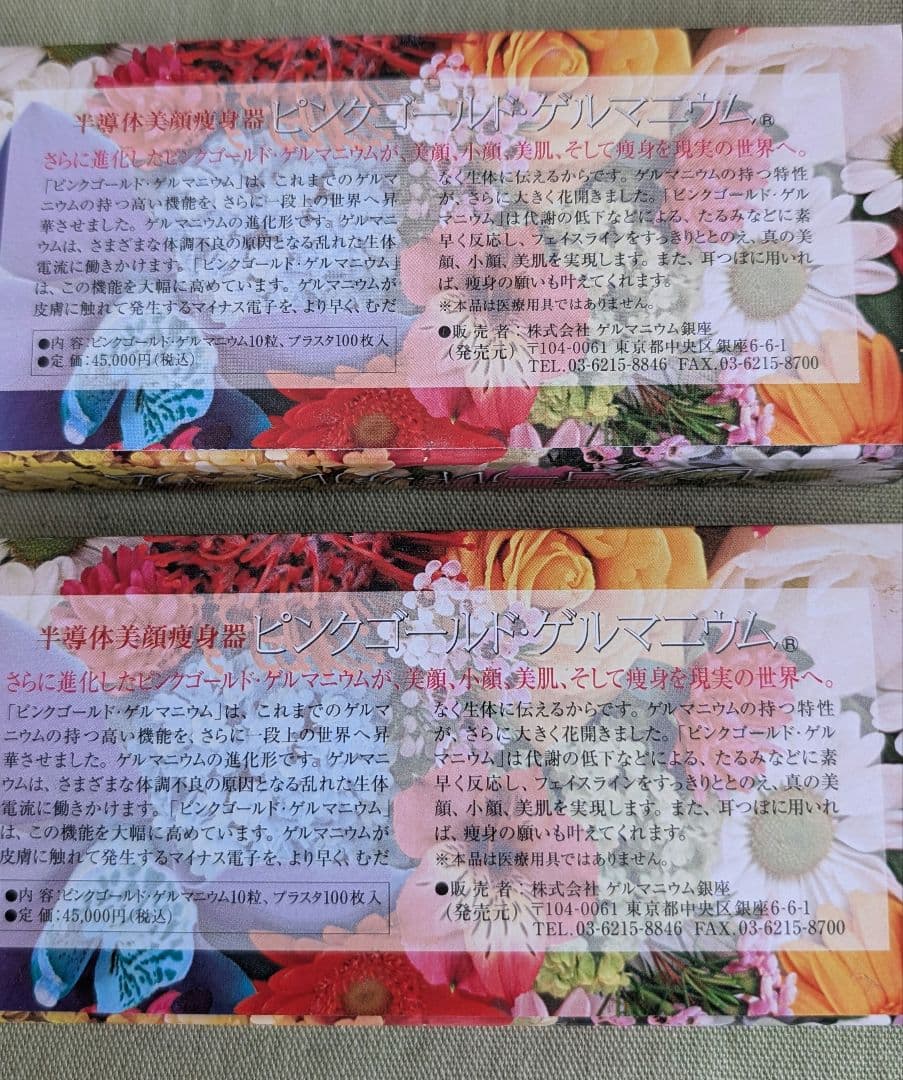 半導体美顔痩身器 ピンクゴールド・ゲルマニウム®
さらに進化したピンクゴールド・ゲルマニウムが、美顔、小顔、美肌、そして痩身を現実の世界へ。
「ピンクゴールド・ゲルマニウム」は、これまでのゲルマ
ニウムの持つ高い機能を、さらに一段上の世界へ昇
華させました。ゲルマニウムの進化形です。ゲルマニ
ウムは、さまざまな体調不良の原因となる乱れた生体
電流に働きかけます。「ピンクゴールド・ゲルマニウム」
は、この機能を大幅に高めています。ゲルマニウムが
皮膚に触れて発生するマイナス電子を、より早く、むだ
なく生体に伝えるからです。ゲルマニウムの持つ特性
が、さらに大きく花開きました。「ピンクゴールド・ゲル
マニウム」は代謝の低下などによる、たるみなどに素
早く反応し、フェイスラインをすっきりととのえ、真の美
顔、小顔、美肌を実現します。また、耳つぼに用いれ
ば、痩身の願いも叶えてくれます。
※本品は医療用具ではありません。
●内 容:ピンクゴールド・ゲルマニウム10粒、プラスタ100枚入
●定 価:45,000円(税込)
●販 売 者:株式会社 ゲルマニウム銀座
(発売元) 〒104-0061 東京都中央区銀座6-6-1
TEL.03-6215-8846 FAX.03-6215-8700
半導体美顔痩身器 ピンクゴールド・ゲルマニウム®
さらに進化したピンクゴールド・ゲルマニウムが、美顔、小顔、美肌、そして痩身を現実の世界へ。
「ピンクゴールド・ゲルマニウム」は、これまでのゲルマ
ニウムの持つ高い機能を、さらに一段上の世界へ昇
華させました。ゲルマニウムの進化形です。ゲルマニ
ウムは、さまざまな体調不良の原因となる乱れた生体
電流に働きかけます。「ピンクゴールド・ゲルマニウム」
は、この機能を大幅に高めています。ゲルマニウムが
皮膚に触れて発生するマイナス電子を、より早く、むだ
なく生体に伝えるからです。ゲルマニウムの持つ特性
が、さらに大きく花開きました。「ピンクゴールド・ゲル
マニウム」は代謝の低下などによる、たるみなどに素
早く反応し、フェイスラインをすっきりととのえ、真の美
顔、小顔、美肌を実現します。また、耳つぼに用いれ
ば、痩身の願いも叶えてくれます。
※本品は医療用具ではありません。
●内 容:ピンクゴールド・ゲルマニウム10粒、プラスタ100枚入
●定 価:45,000円(税込)
●販 売 者:株式会社 ゲルマニウム銀座
(発売元) 〒104-0061 東京都中央区銀座6-6-1
TEL.03-6215-8846 FAX.03-6215-8700